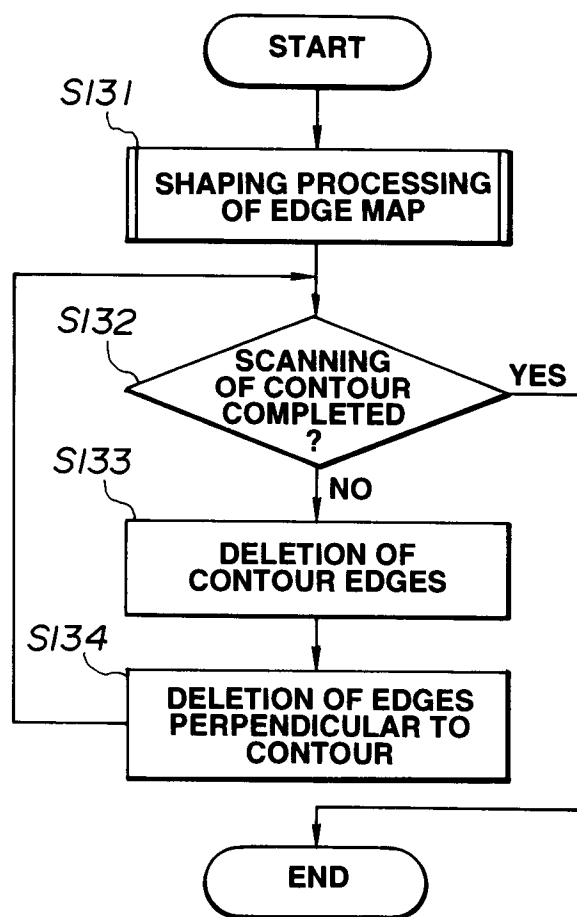 START
S131
SHAPING PROCESSING
OF EDGE MAP
S132
SCANNING
OF CONTOUR
COMPLETED
?
YES
NO
S133
DELETION OF
CONTOUR EDGES
S134
DELETION OF EDGES
PERPENDICULAR TO
CONTOUR
END